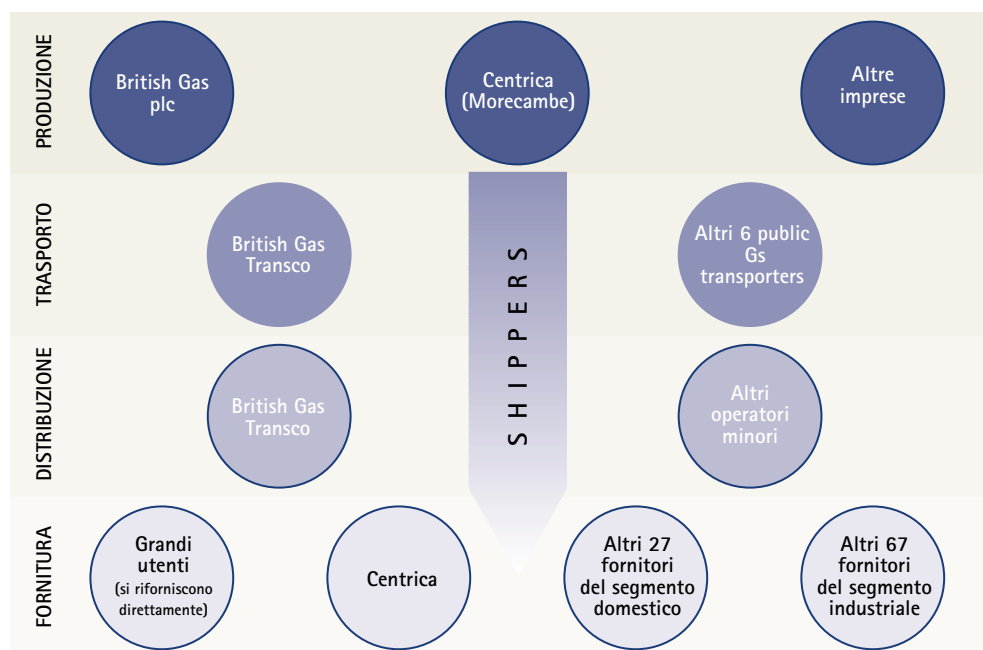 PRODUZIONE
British Gas
plc
Centrica
(Morecambe)
Altre
imprese
TRASPORTO
British Gas
Transco
SHIPPERS
Altri 6 public
Gs
transporters
DISTRIBUZIONE
British Gas
Transco
Altri
operatori
minori
FORNITURA
Grandi
utenti
(si riforniscono
direttamente)
Centrica
Altri 27
fornitori
del segmento
domestico
Altri 67
fornitori
del segmento
industriale